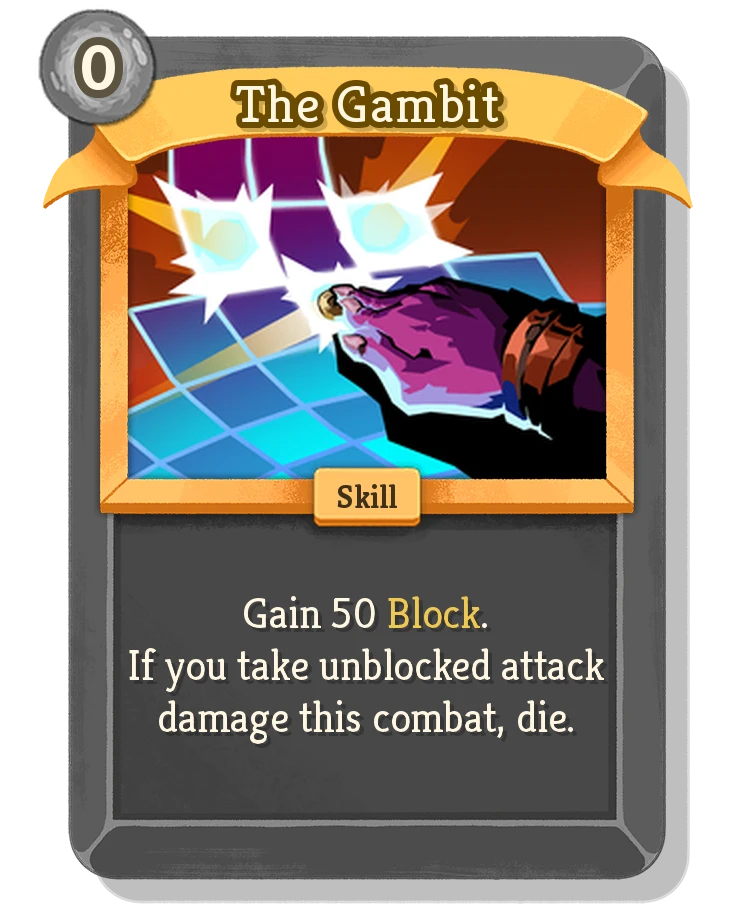 0
The Gambit
Skill
Gain 50 Block.
If you take unblocked attack
damage this combat, die.